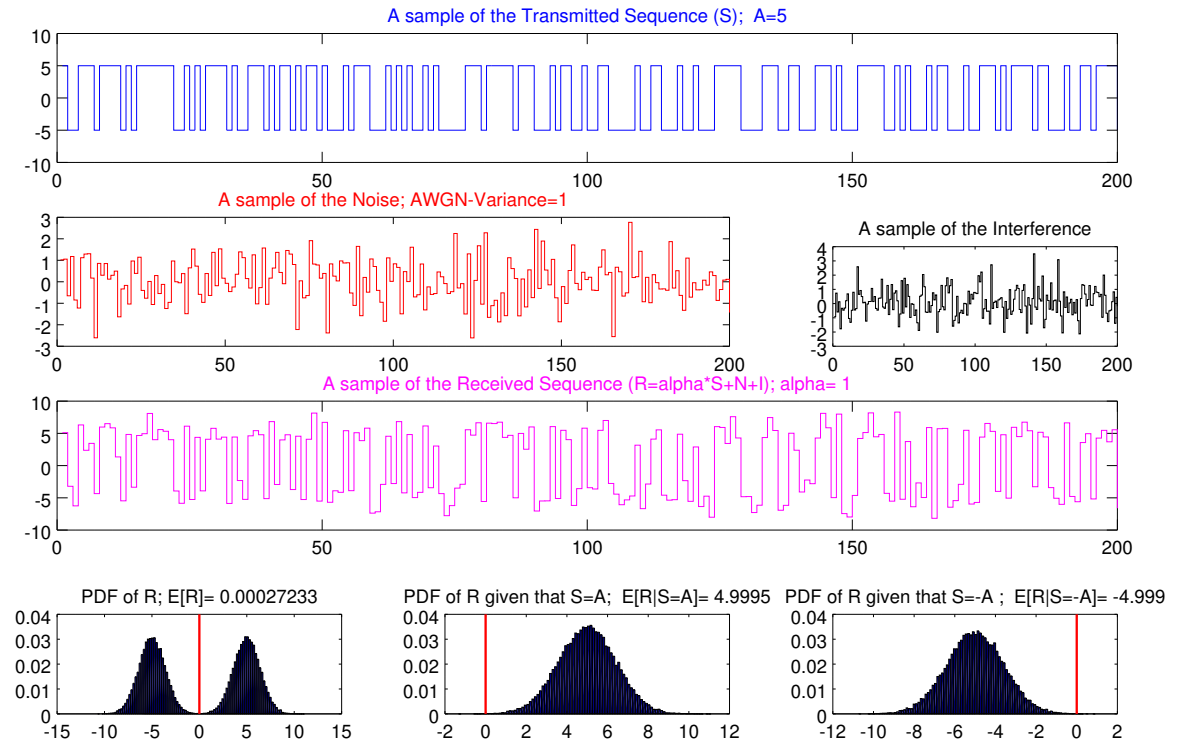 A sample of the Transmitted Sequence (S);  A=5
10
5
0
-5
-10
0 50 100 150 200
A sample of the Noise; AWGN-Variance=1
3
2
1
0
-1
-2
-3
0 50 100 150 200
A sample of the Interference
4
2
1
0
-1
-3
0 50 100 150 200
A sample of the Received Sequence (R=alpha*S+N+I); alpha= 1
10
5
0
-5
-10
0 50 100 150 200
PDF of R; E[R]= 0.00027233
0.04
0.03
0.02
0.01
0
-15 -10 -5 0 5 10 15
PDF of R given that S=A;  E[R|S=A]= 4.9995
0.04
0.03
0.02
0.01
0
-2 0 2 4 6 8 10 12
PDF of R given that S=-A ;  E[R|S=-A]= -4.999
0.04
0.03
0.02
0.01
0
-12 -10 -8 -6 -4 -2 0 2